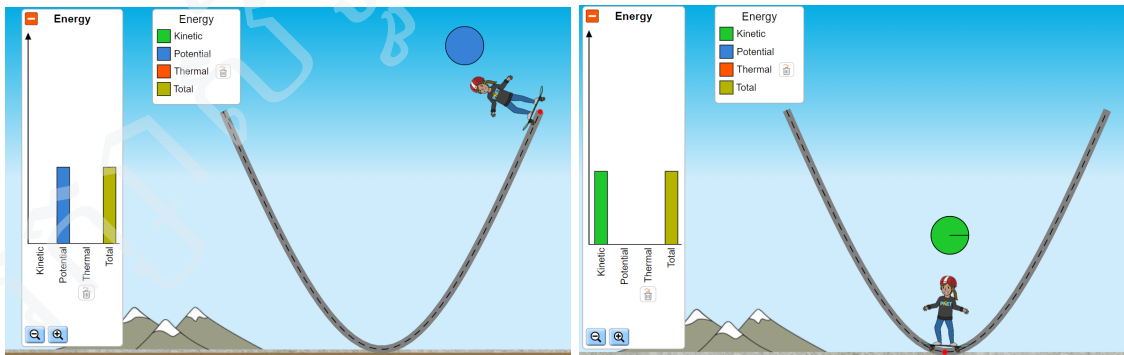 Energy
Energy
Kinetic
Potential
Thermal
Total
Kinetic
Potential
Thermal
Total
Energy
Energy
Kinetic
Potential
Thermal
Total
Kinetic
Potential
Thermal
Total